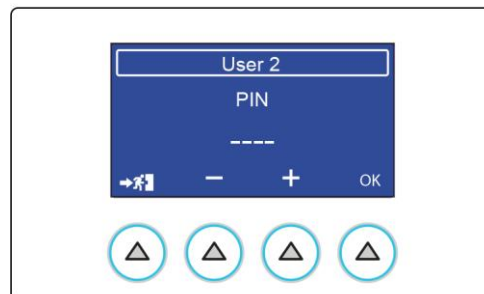 User 2
PIN
----
− + OK